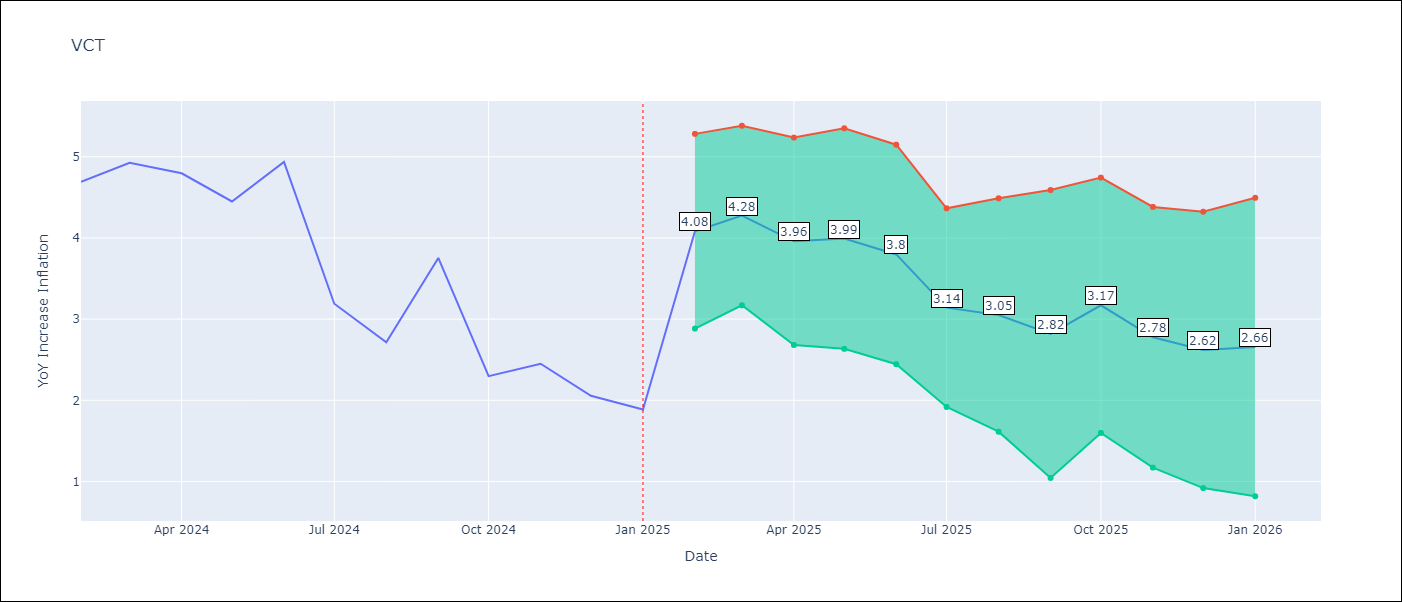 VCT
YoY Increase Inflation
5
4
3
2
1
4.08
4.28
3.96
3.99
3.8
3.14
3.05
2.82
3.17
2.78
2.62
2.66
Apr 2024
Jul 2024
Oct 2024
Jan 2025
Apr 2025
Jul 2025
Oct 2025
Jan 2026
Date